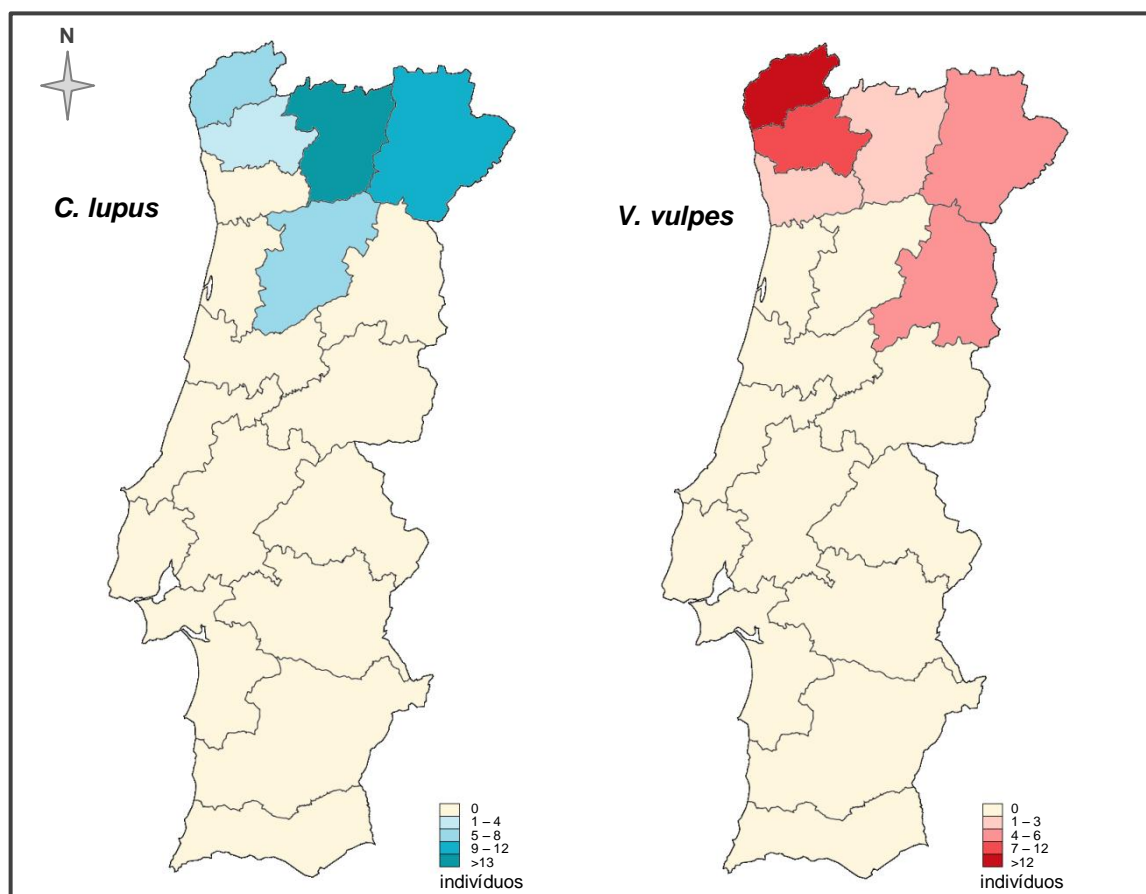 N
C. lupus
V. vulpes
0
1 – 4
5 – 8
9 – 12
>13
indivíduos
0
1 – 3
4 – 6
7 – 12
>12
indivíduos